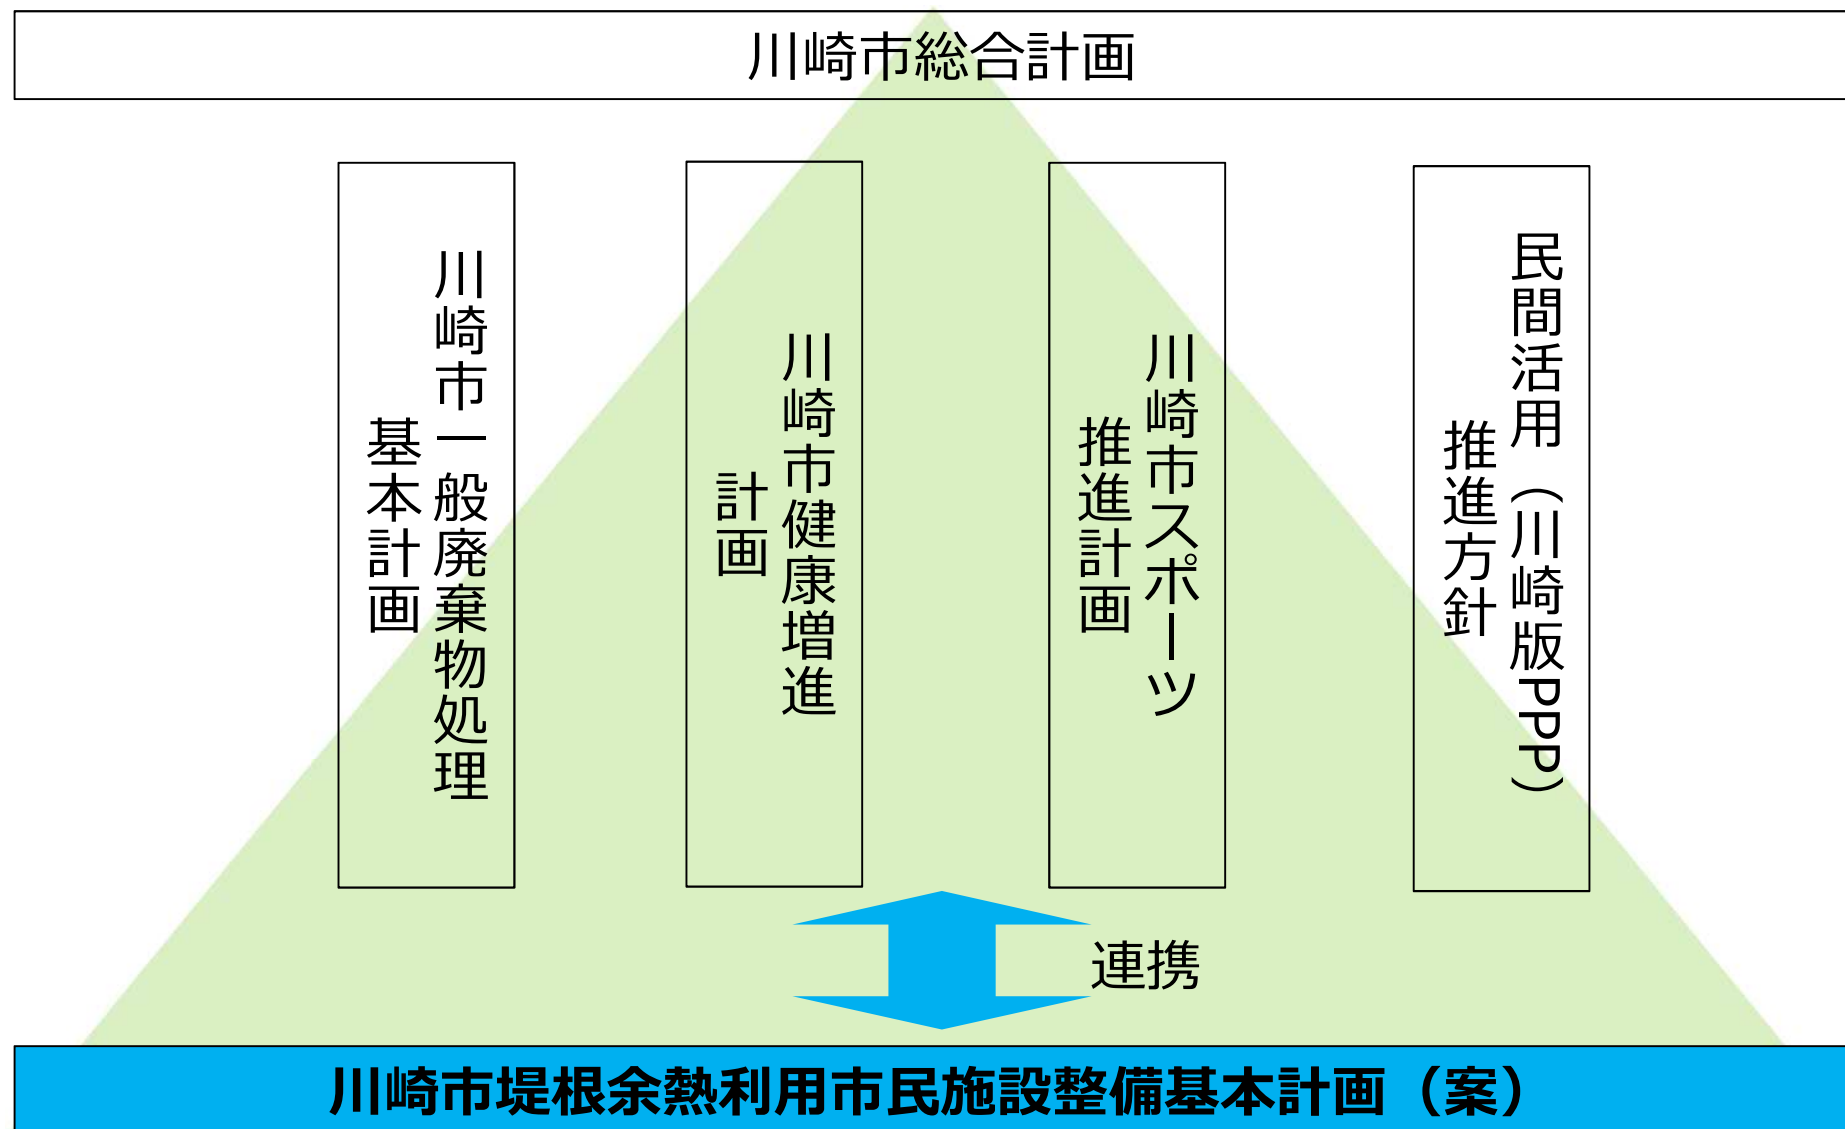 川崎市総合計画
川崎市一般廃棄物処理
基本計画
川崎市健康増進
計画
川崎市スポーツ
推進計画
民間活用（川崎版PPP）
推進方針
連携
川崎市堤根余熱利用市民施設整備基本計画（案）